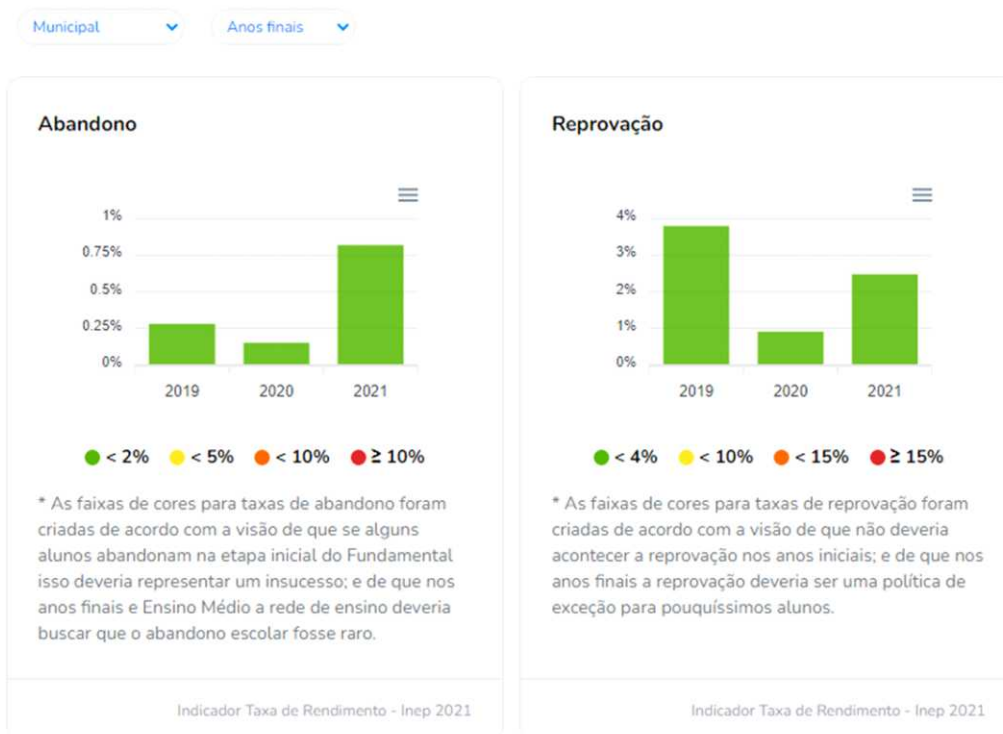 Municipal
Anos finais
Abandono
1%
0.75%
0.5%
0.25%
0%
2019 2020 2021
< 2% < 5% < 10% ≥ 10%
* As faixas de cores para taxas de abandono foram
criadas de acordo com a visão de que se alguns
alunos abandonam na etapa inicial do Fundamental
isso deveria representar um insucesso; e de que nos
anos finais e Ensino Médio a rede de ensino deveria
buscar que o abandono escolar fosse raro.
Indicador Taxa de Rendimento - Inep 2021
Reprovação
4%
3%
2%
1%
0%
2019 2020 2021
< 4% < 10% < 15% ≥ 15%
* As faixas de cores para taxas de reprovação foram
criadas de acordo com a visão de que não deveria
acontecer a reprovação nos anos iniciais; e de que nos
anos finais a reprovação deveria ser uma política de
exceção para pouquíssimos alunos.
Indicador Taxa de Rendimento - Inep 2021